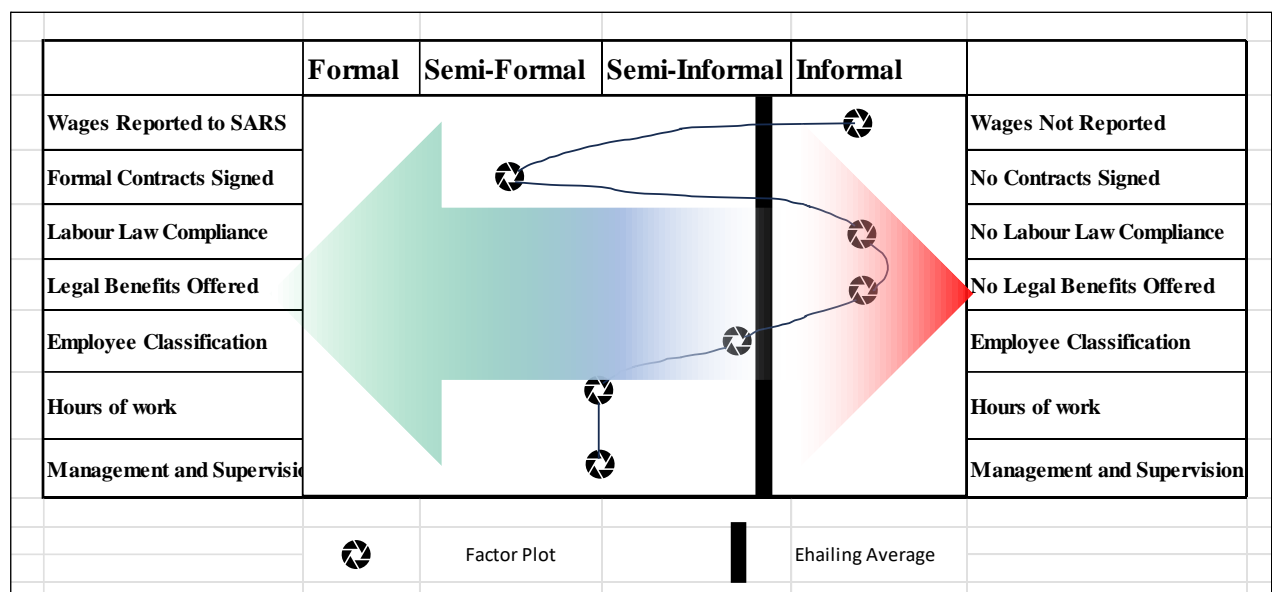 Formal Semi-Formal Semi-Informal Informal
Wages Reported to SARS Wages Not Reported
Formal Contracts Signed No Contracts Signed
Labour Law Compliance No Labour Law Compliance
Legal Benefits Offered No Legal Benefits Offered
Employee Classification Employee Classification
Hours of work Hours of work
Management and Supervisio Management and Supervision
Factor Plot Ehailing Average